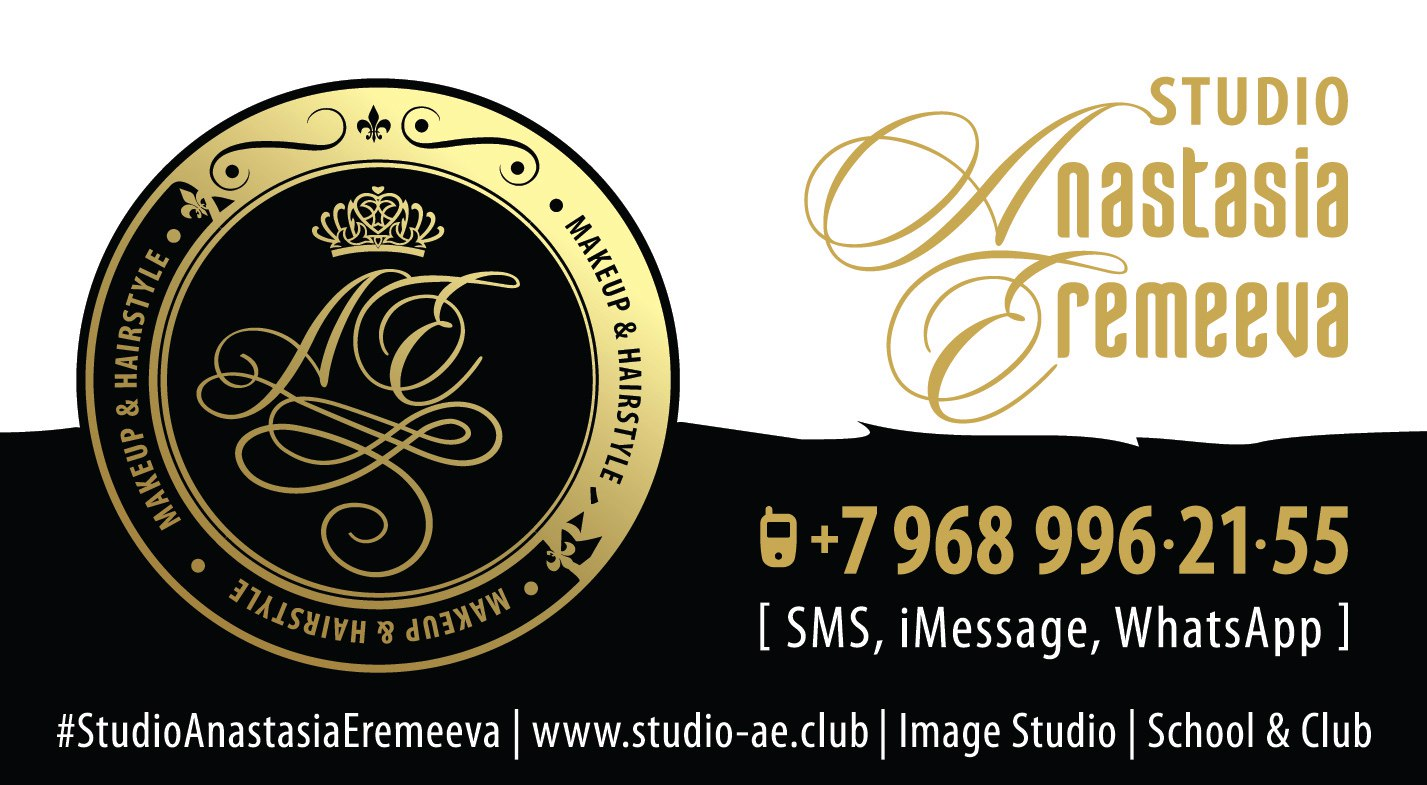 MAKEUP & HAIRSTYLE
MAKEUP & HAIRSTYLE
MAKEUP & HAIRSTYLE
AE
STUDIO
Anastasia
Eremeeva
+7 968 996·21·55
[ SMS, iMessage, WhatsApp ]
#StudioAnastasiaEremeeva | www.studio-ae.club | Image Studio | School & Club